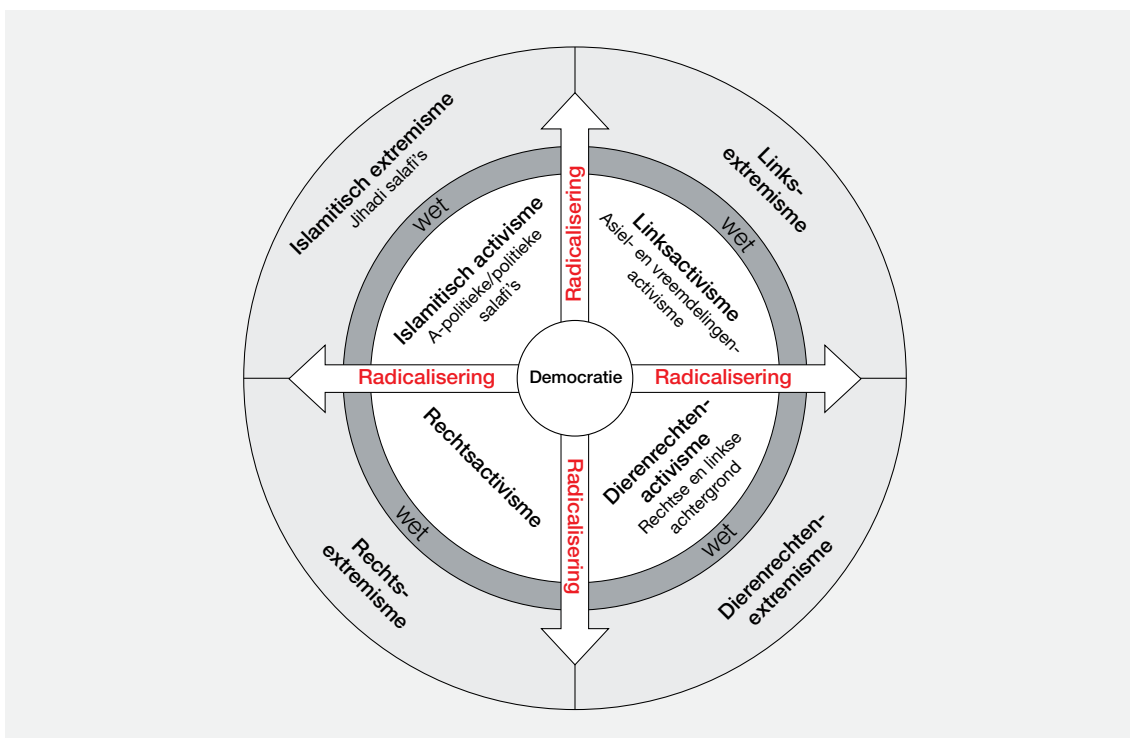 Islamitisch extremisme
Jihadi salafi's
Links-
extremisme
wet
wet
Radicalisering
Islamitisch activisme
A-politieke/politieke
salafi's
Linksactivisme
Asiel- en vreemdelingen-
activisme
Radicalisering
Democratie
Radicalisering
Rechtsactivisme
Dierenrechten-
activisme
Rechtse en linkse
achtergrond
Radicalisering
wet
wet
Rechts-
extremisme
Dierenrechten-
extremisme